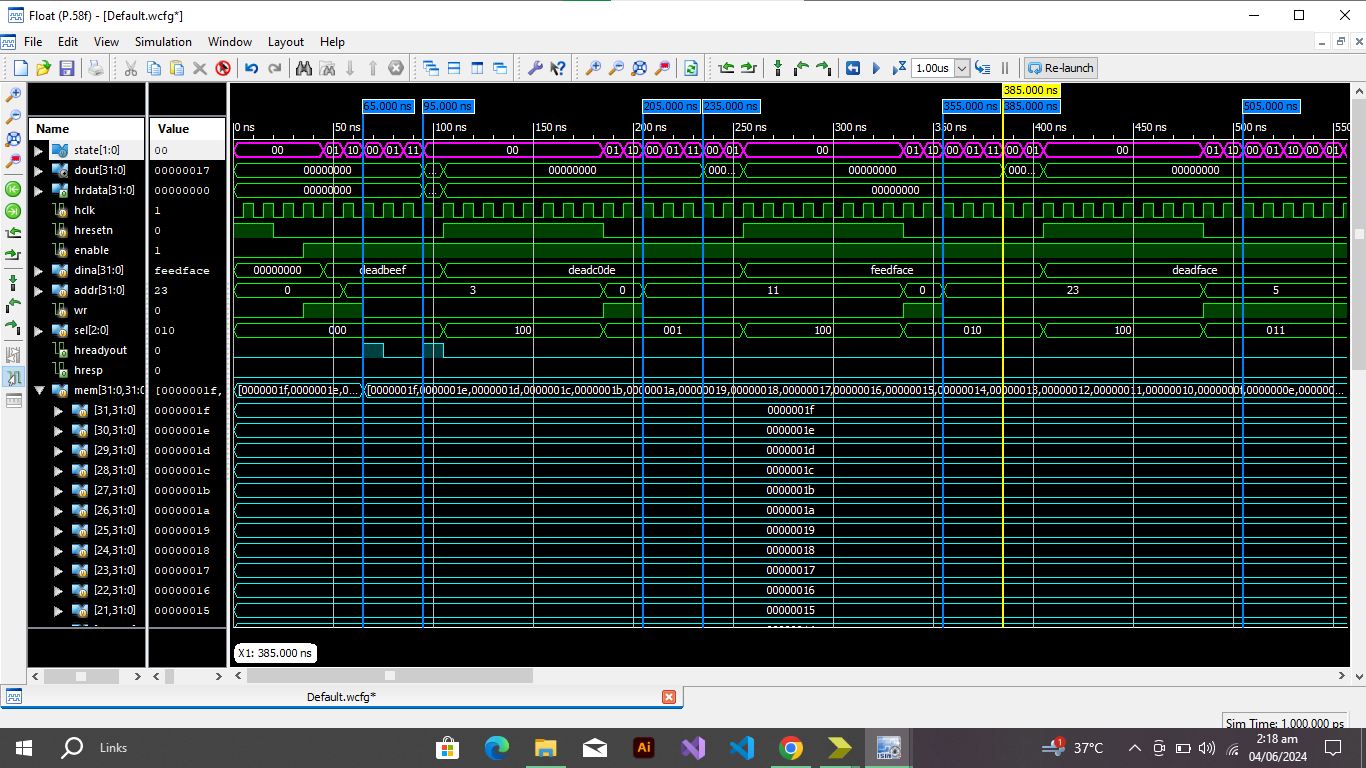 Float (P.58f) - [Default.wcfg*]
File Edit View Simulation Window Layout Help
1.00us Re-launch
385.000 ns
65.000 ns 95.000 ns 205.000 ns 235.000 ns 355.000 ns 385.000 ns 505.000 ns
Name Value 0 ns 50 ns 100 ns 150 ns 200 ns 250 ns 300 ns 350 ns 400 ns 450 ns 500 ns 550
state[1:0] 00 00 01 10 00 01 11 00 01 10 00 01 11 00 01 00 01 10 00 01 11 00 01 00 01 10 00 01 10 00 01
dout[31:0] 00000017 00000000 ... 00000000 000... 00000000 000... 00000000
hrdata[31:0] 00000000 00000000 ... 00000000
hclk 1
hresetn 0
enable 1
dina[31:0] feedface 00000000 deadbeef deadc0de feedface deadface
addr[31:0] 23 0 3 0 11 0 23 5
wr 0
sel[2:0] 010 000 100 001 100 010 100 011
hreadyout 0
hresp 0
mem[31:0,31:0 [0000001f, [0000001f,0000001e,0... [0000001f,0000001e,0000001d,0000001c,0000001b,0000001a,00000019,00000018,00000017,00000016,00000015,00000014,00000013,00000012,00000011,00000010,0000000f,0000000e,000000...
[31,31:0] 0000001f 0000001f
[30,31:0] 0000001e 0000001e
[29,31:0] 0000001d 0000001d
[28,31:0] 0000001c 0000001c
[27,31:0] 0000001b 0000001b
[26,31:0] 0000001a 0000001a
[25,31:0] 00000019 00000019
[24,31:0] 00000018 00000018
[23,31:0] 00000017 00000017
[22,31:0] 00000016 00000016
[21,31:0] 00000015 00000015
X1: 385.000 ns
Default.wcfg*
Sim Time: 1,000,000 ps
Links Ai 1 37°C 2:18 am
04/06/2024